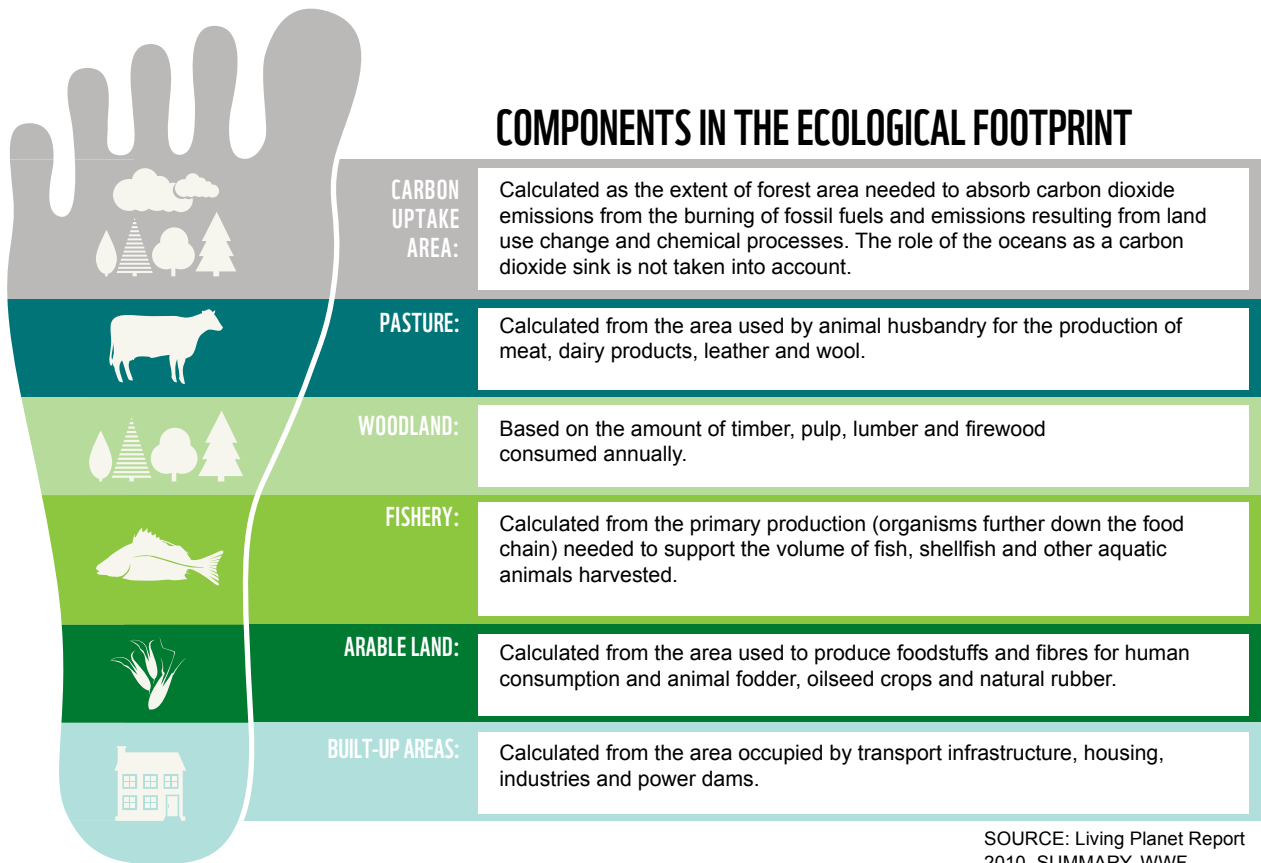 COMPONENTS IN THE ECOLOGICAL FOOTPRINT
CARBON
UPTAKE
AREA:
Calculated as the extent of forest area needed to absorb carbon dioxide
emissions from the burning of fossil fuels and emissions resulting from land
use change and chemical processes. The role of the oceans as a carbon
dioxide sink is not taken into account.
PASTURE:
Calculated from the area used by animal husbandry for the production of
meat, dairy products, leather and wool.
WOODLAND:
Based on the amount of timber, pulp, lumber and firewood
consumed annually.
FISHERY:
Calculated from the primary production (organisms further down the food
chain) needed to support the volume of fish, shellfish and other aquatic
animals harvested.
ARABLE LAND:
Calculated from the area used to produce foodstuffs and fibres for human
consumption and animal fodder, oilseed crops and natural rubber.
BUILT-UP AREAS:
Calculated from the area occupied by transport infrastructure, housing,
industries and power dams.
SOURCE: Living Planet Report
2010, SUMMARY, WWF